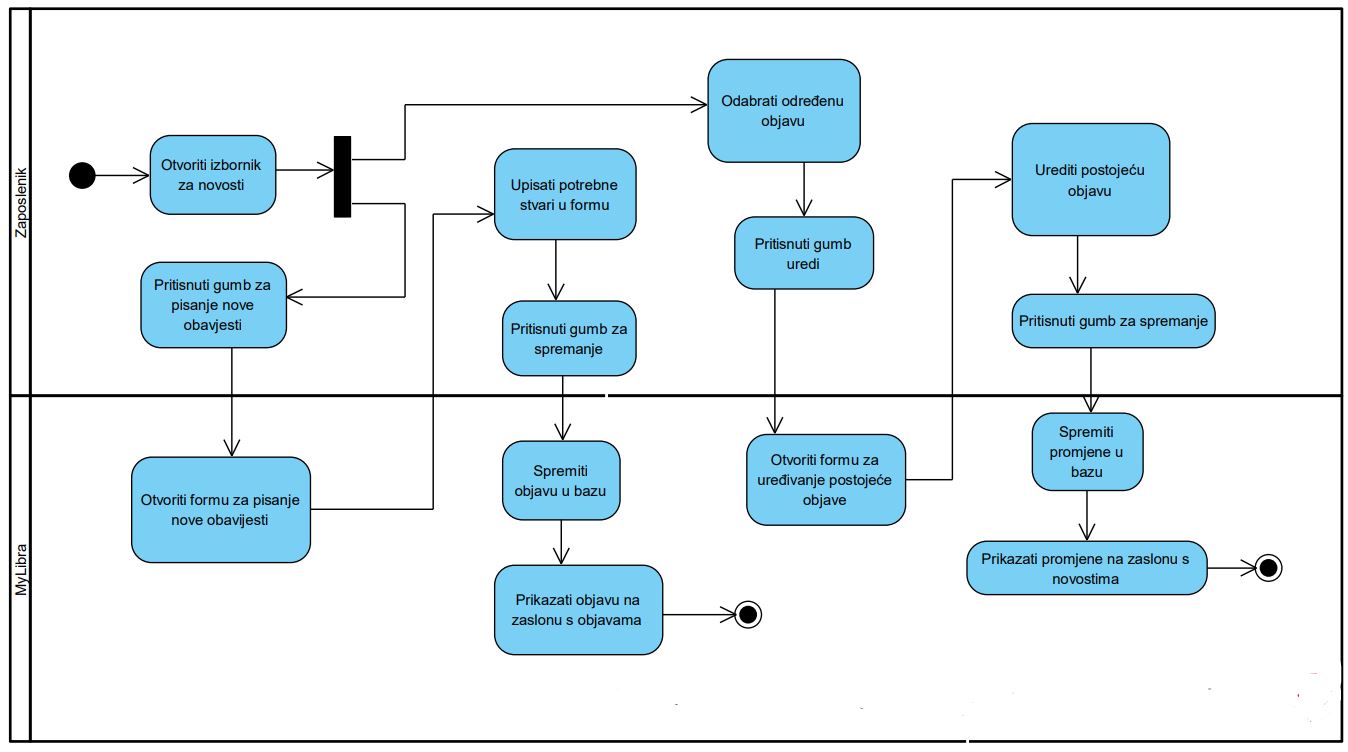 Zaposlenik
Otvoriti izbornik
za novosti
Pritisnuti gumb za
pisanje nove
obavjesti
Upisati potrebne
stvari u formu
Pritisnuti gumb za
spremanje
Odabrati određenu
objavu
Pritisnuti gumb
uredi
Urediti postojeću
objavu
Pritisnuti gumb za spremanje
MyLibra
Otvoriti formu za pisanje
nove obavijesti
Spremiti
objavu u bazu
Prikazati objavu na
zaslonu s objavama
Otvoriti formu za
uređivanje postojeće
objave
Spremiti
promjene u
bazu
Prikazati promjene na zaslonu s
novostima